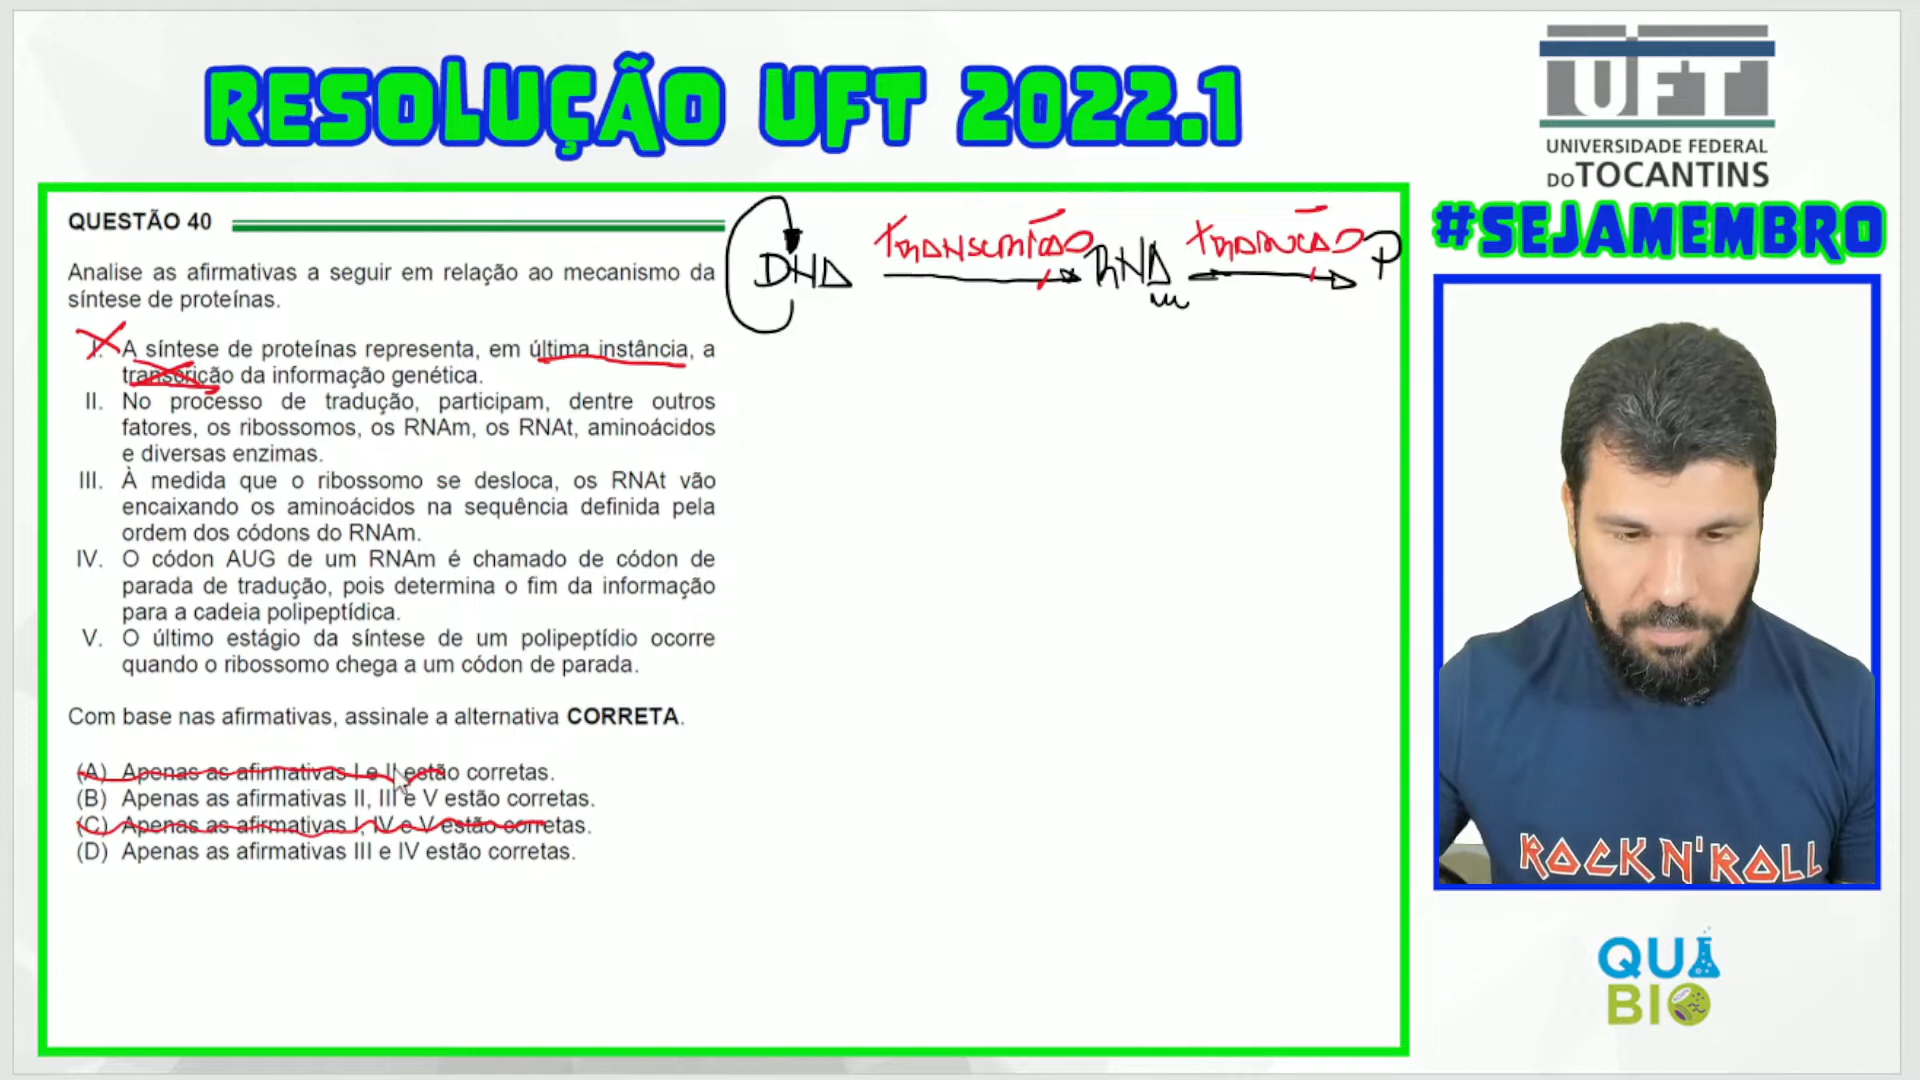 RESOLUÇÃO UFT 2022.1
UFT
UNIVERSIDADE FEDERAL
DO TOCANTINS
#SEJAMEMBRO
QUESTÃO 40
Analise as afirmativas a seguir em relação ao mecanismo da
síntese de proteínas.
I. A síntese de proteínas representa, em última instância, a
transcrição da informação genética.
II. No processo de tradução, participam, dentre outros
fatores, os ribossomos, os RNAm, os RNAt, aminoácidos
e diversas enzimas.
III. À medida que o ribossomo se desloca, os RNAt vão
encaixando os aminoácidos na sequência definida pela
ordem dos códons do RNAm.
IV. O códon AUG de um RNAm é chamado de códon de
parada de tradução, pois determina o fim da informação
para a cadeia polipeptídica.
V. O último estágio da síntese de um polipeptídio ocorre
quando o ribossomo chega a um códon de parada.
Com base nas afirmativas, assinale a alternativa CORRETA.
(A) Apenas as afirmativas I e II estão corretas.
(B) Apenas as afirmativas II, III e V estão corretas.
(C) Apenas as afirmativas I, IV e V estão corretas.
(D) Apenas as afirmativas III e IV estão corretas.
DNA TRANSCRIÇÃO RNA TRADUÇÃO P
m
ROCK N' ROLL
QUI
BIO